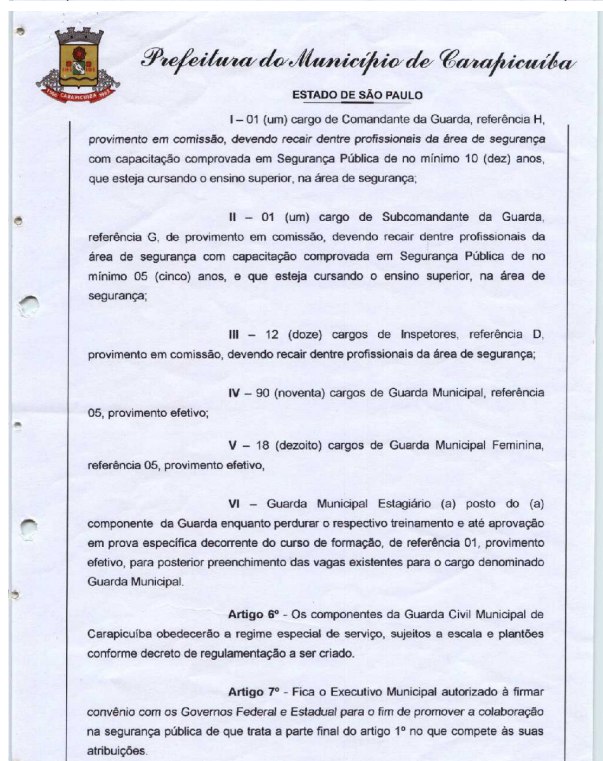 Prefeitura do Município de Carapicuíba
ESTADO DE SÃO PAULO
I – 01 (um) cargo de Comandante da Guarda, referência H,
provimento em comissão, devendo recair dentre profissionais da área de segurança
com capacitação comprovada em Segurança Pública de no mínimo 10 (dez) anos,
que esteja cursando o ensino superior, na área de segurança;
II – 01 (um) cargo de Subcomandante da Guarda,
referência G, de provimento em comissão, devendo recair dentre profissionais da
área de segurança com capacitação comprovada em Segurança Pública de no
mínimo 05 (cinco) anos, e que esteja cursando o ensino superior, na área de
segurança;
III – 12 (doze) cargos de Inspetores, referência D,
provimento em comissão, devendo recair dentre profissionais da área de segurança;
IV – 90 (noventa) cargos de Guarda Municipal, referência
05, provimento efetivo;
V – 18 (dezoito) cargos de Guarda Municipal Feminina,
referência 05, provimento efetivo,
VI – Guarda Municipal Estagiário (a) posto do (a)
componente da Guarda enquanto perdurar o respectivo treinamento e até aprovação
em prova específica decorrente do curso de formação, de referência 01, provimento
efetivo, para posterior preenchimento das vagas existentes para o cargo denominado
Guarda Municipal.
Artigo 6º - Os componentes da Guarda Civil Municipal de
Carapicuíba obedecerão a regime especial de serviço, sujeitos a escala e plantões
conforme decreto de regulamentação a ser criado.
Artigo 7º - Fica o Executivo Municipal autorizado à firmar
convênio com os Governos Federal e Estadual para o fim de promover a colaboração
na segurança pública de que trata a parte final do artigo 1º no que compete às suas
atribuições.